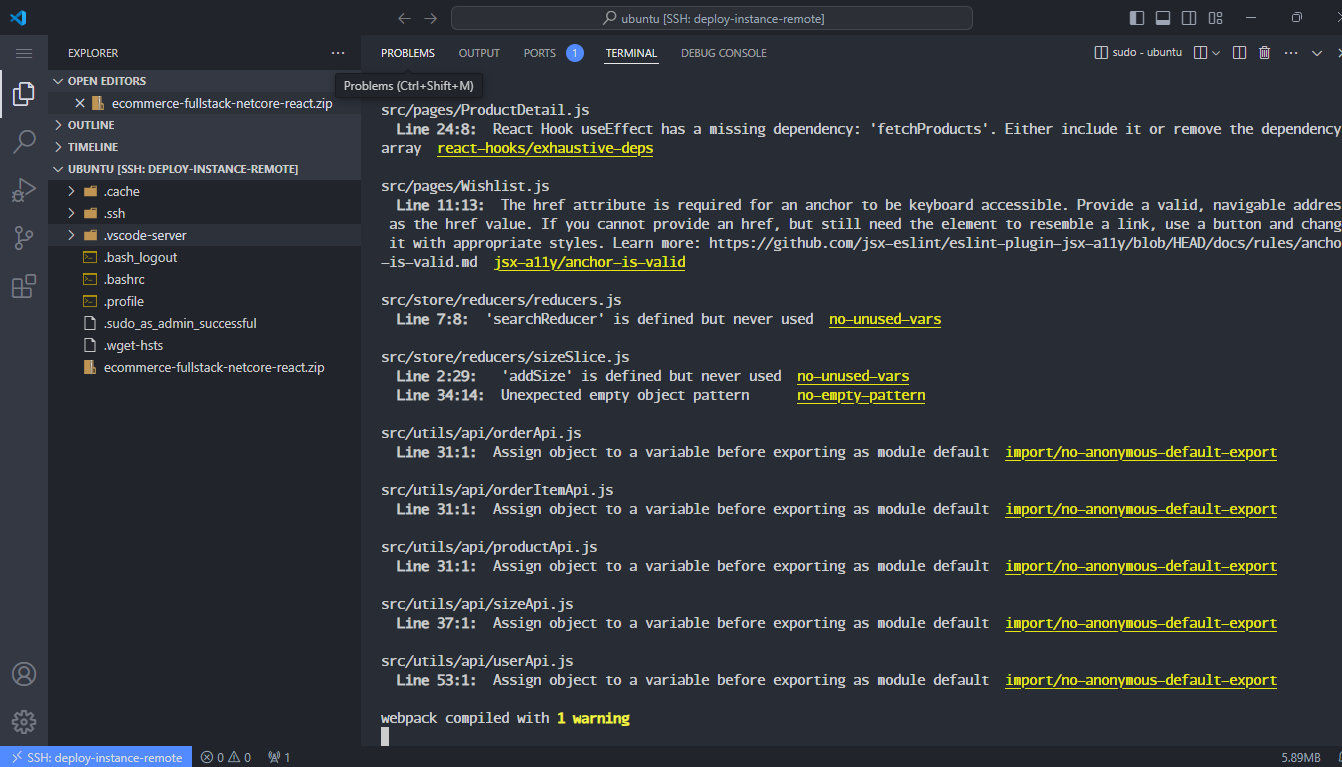 ubuntu [SSH: deploy-instance-remote]
EXPLORER
PROBLEMS
OUTPUT
PORTS
1
TERMINAL
DEBUG CONSOLE
sudo - ubuntu
Problems (Ctrl+Shift+M)
OPEN EDITORS
ecommerce-fullstack-netcore-react.zip
OUTLINE
TIMELINE
UBUNTU [SSH: DEPLOY-INSTANCE-REMOTE]
.cache
.ssh
.vscode-server
.bash_logout
.bashrc
.profile
.sudo_as_admin_successful
.wget-hsts
ecommerce-fullstack-netcore-react.zip
src/pages/ProductDetail.js
Line 24:8: React Hook useEffect has a missing dependency: 'fetchProducts'. Either include it or remove the dependency
array react-hooks/exhaustive-deps
src/pages/Wishlist.js
Line 11:13: The href attribute is required for an anchor to be keyboard accessible. Provide a valid, navigable addres
as the href value. If you cannot provide an href, but still need the element to resemble a link, use a button and chang
it with appropriate styles. Learn more: https://github.com/jsx-eslint/eslint-plugin-jsx-a11y/blob/HEAD/docs/rules/ancho
-is-valid.md jsx-a11y/anchor-is-valid
src/store/reducers/reducers.js
Line 7:8: 'searchReducer' is defined but never used no-unused-vars
src/store/reducers/sizeSlice.js
Line 2:29: 'addSize' is defined but never used no-unused-vars
Line 34:14: Unexpected empty object pattern no-empty-pattern
src/utils/api/orderApi.js
Line 31:1: Assign object to a variable before exporting as module default import/no-anonymous-default-export
src/utils/api/orderItemApi.js
Line 31:1: Assign object to a variable before exporting as module default import/no-anonymous-default-export
src/utils/api/productApi.js
Line 31:1: Assign object to a variable before exporting as module default import/no-anonymous-default-export
src/utils/api/sizeApi.js
Line 37:1: Assign object to a variable before exporting as module default import/no-anonymous-default-export
src/utils/api/userApi.js
Line 53:1: Assign object to a variable before exporting as module default import/no-anonymous-default-export
webpack compiled with 1 warning
SSH: deploy-instance-remote
0
0
1
5.89MB